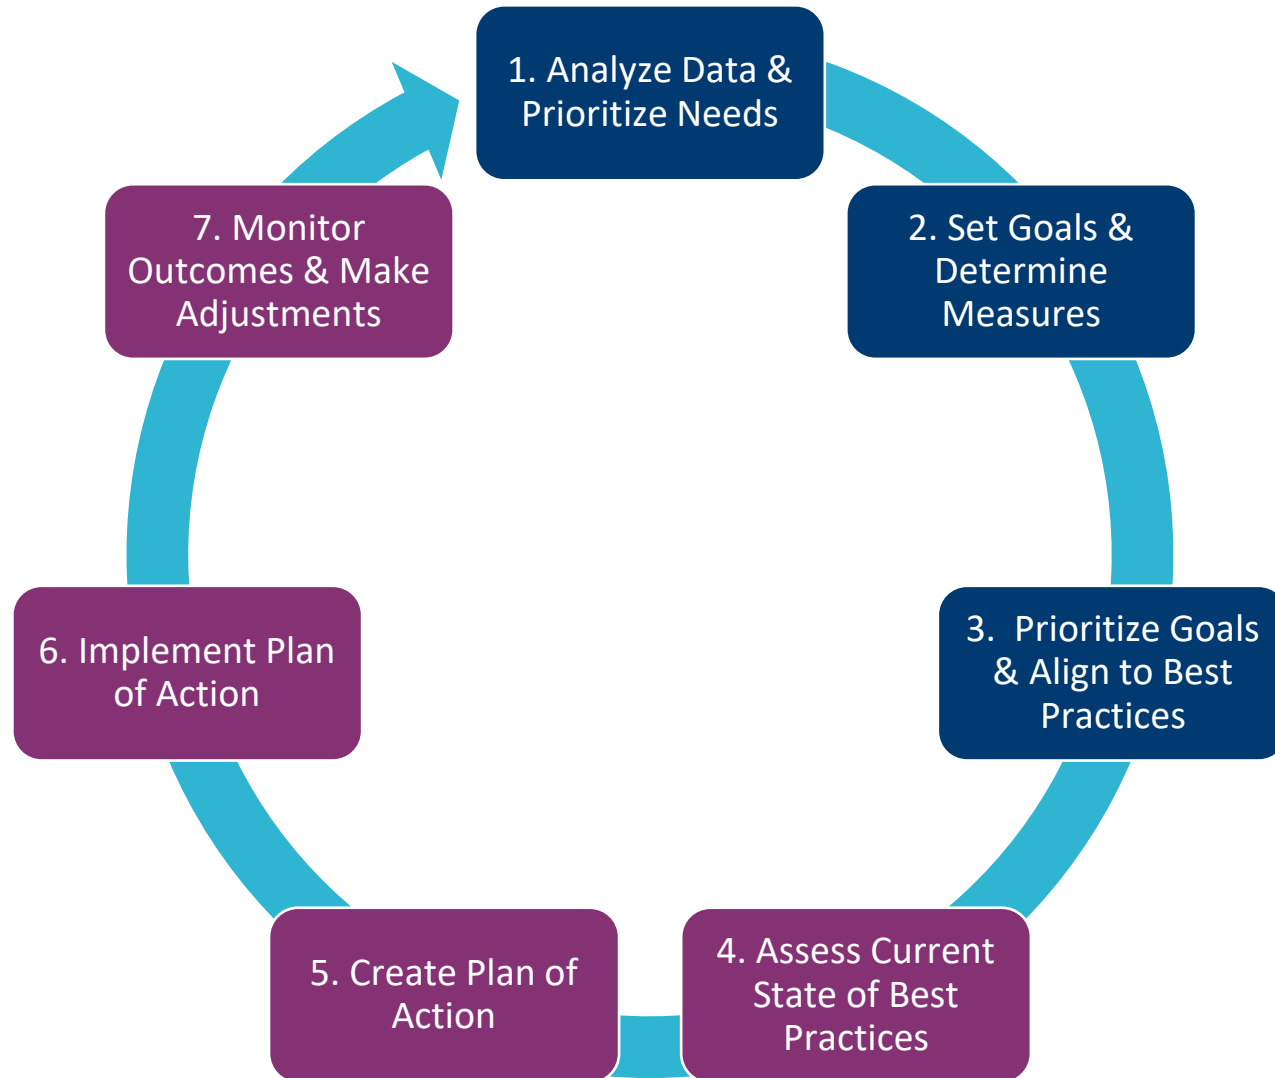 1. Analyze Data &
Prioritize Needs
2. Set Goals &
Determine
Measures
3.  Prioritize Goals
& Align to Best
Practices
4. Assess Current
State of Best
Practices
5. Create Plan of
Action
6. Implement Plan
of Action
7. Monitor
Outcomes & Make
Adjustments